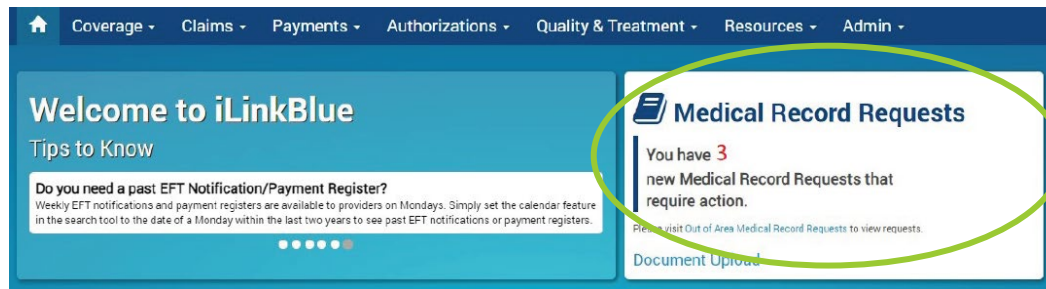 Coverage Claims Payments Authorizations Quality & Treatment Resources Admin
Welcome to iLinkBlue
Tips to Know
Do you need a past EFT Notification/Payment Register?
Weekly EFT notifications and payment registers are available to providers on Mondays. Simply set the calendar feature
in the search tool to the date of a Monday within the last two years to see past EFT notifications or payment registers.
Medical Record Requests
You have 3
new Medical Record Requests that
require action.
Please visit Out of Area Medical Record Requests to view requests.
Document Upload